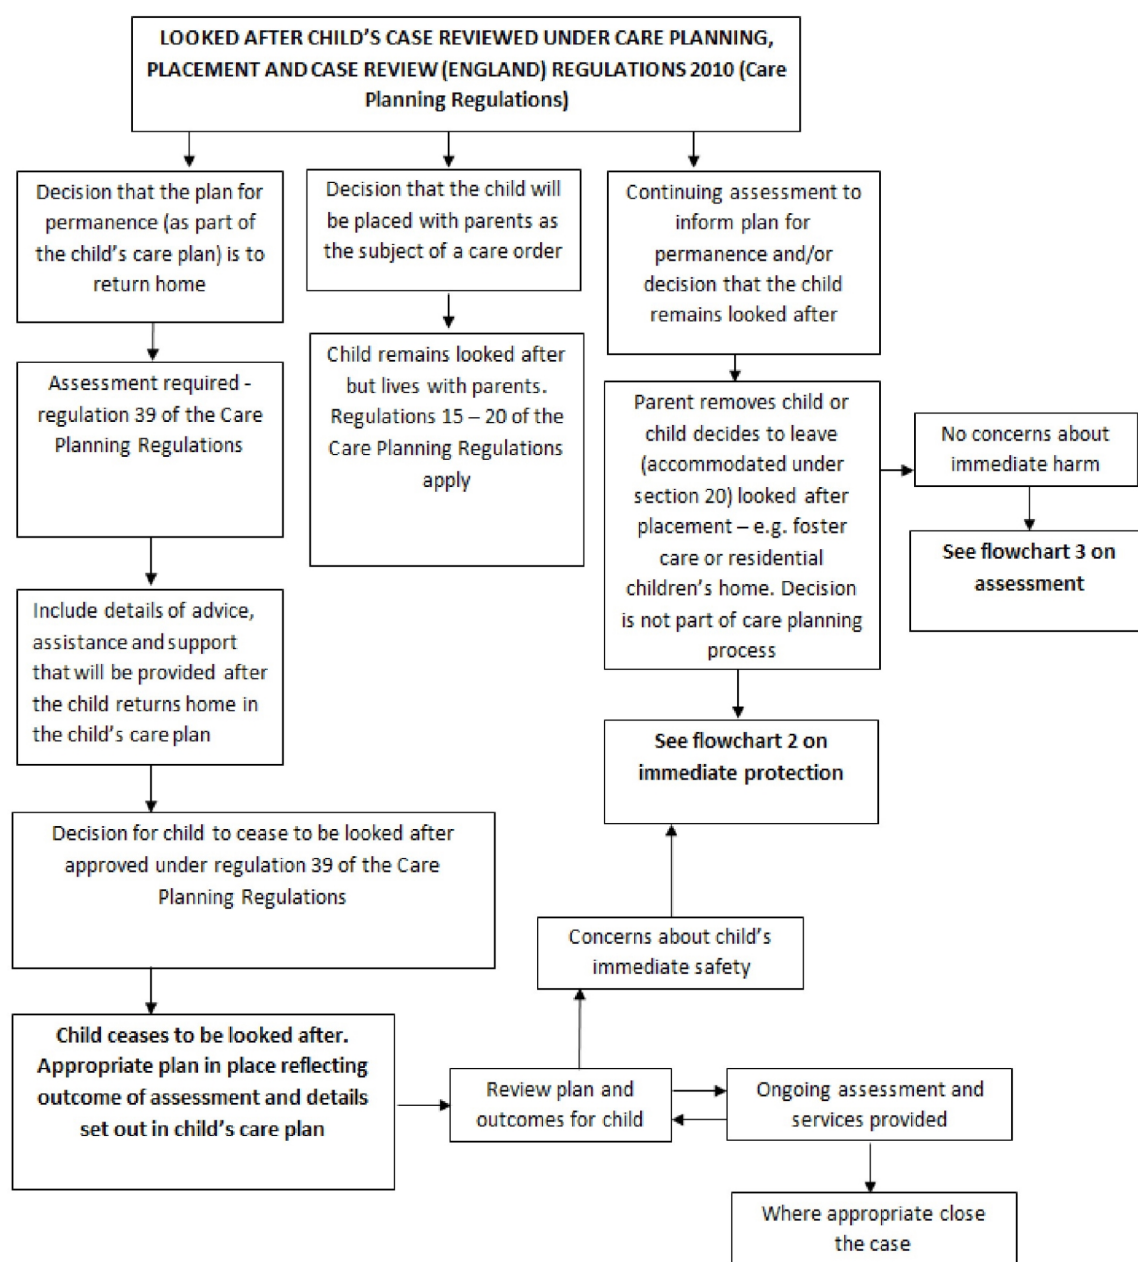 LOOKED AFTER CHILD'S CASE REVIEWED UNDER CARE PLANNING,
PLACEMENT AND CASE REVIEW (ENGLAND) REGULATIONS 2010 (Care
Planning Regulations)
Decision that the plan for
permanence (as part of
the child's care plan) is to
return home
Decision that the child will
be placed with parents as
the subject of a care order
Continuing assessment to
inform plan for
permanence and/or
decision that the child
remains looked after
Assessment required -
regulation 39 of the Care
Planning Regulations
Child remains looked after
but lives with parents.
Regulations 15 – 20 of the
Care Planning Regulations
apply
Parent removes child or
child decides to leave
(accommodated under
section 20) looked after
placement – e.g. foster
care or residential
children's home. Decision
is not part of care planning
process
No concerns about
immediate harm
See flowchart 3 on
assessment
Include details of advice,
assistance and support
that will be provided after
the child returns home in
the child's care plan
See flowchart 2 on
immediate protection
Decision for child to cease to be looked after
approved under regulation 39 of the Care
Planning Regulations
Concerns about child's
immediate safety
Child ceases to be looked after.
Appropriate plan in place reflecting
outcome of assessment and details
set out in child's care plan
Review plan and
outcomes for child
Ongoing assessment and
services provided
Where appropriate close
the case